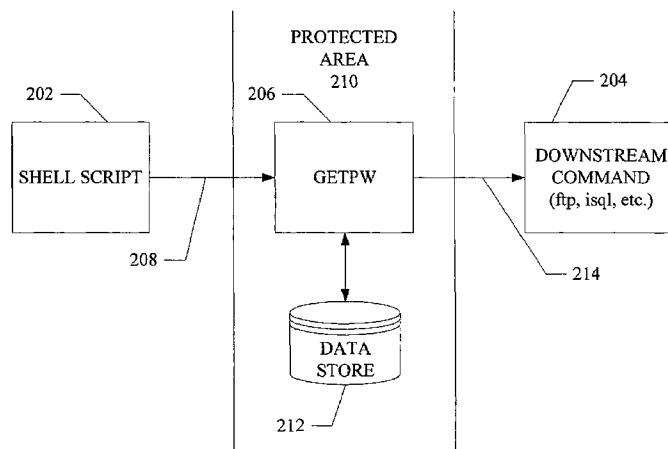 PROTECTED
AREA
210
202
206
204
SHELL SCRIPT
GETPW
DOWNSTREAM
COMMAND
(ftp, isql, etc.)
208
214
DATA
STORE
212